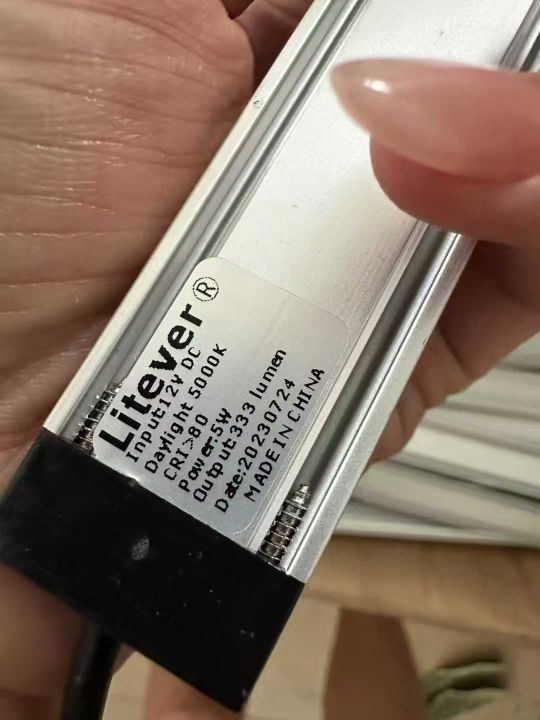 Litever®
Input:12V DC
Daylight 5000K
CRI>80
Power:5W
Output:333 lumen
Date:20230724
MADE IN CHINA